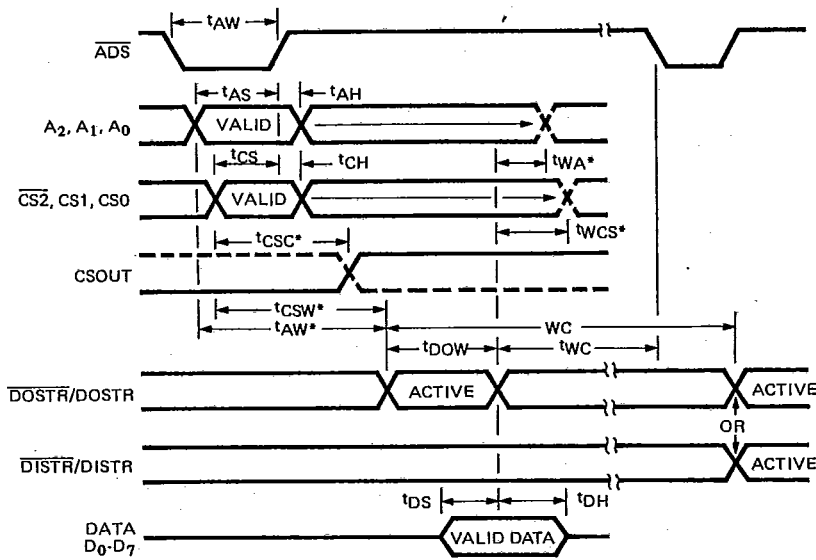 tAW
ADS
tAS
tAH
A2, A1, A0
VALID
tCS
tCH
tWA*
CS2, CS1, CS0
VALID
tWCS*
tCSC*
CSOUT
tCSW*
tAW*
WC
tDOW
tWC
DOSTR/DOSTR
ACTIVE
ACTIVE
OR
DISTR/DISTR
ACTIVE
tDS
tDH
DATA
D0-D7
VALID DATA